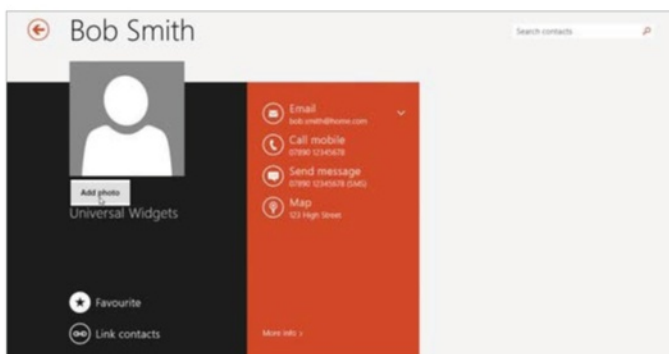 Bob Smith
Search contacts
Add photo
Universal Widgets
Favourite
Link contacts
Email
bob smith@home.com
Call mobile
07890 12345678
Send message
07890 12345678 (SMS)
Map
123 High Street
More info >